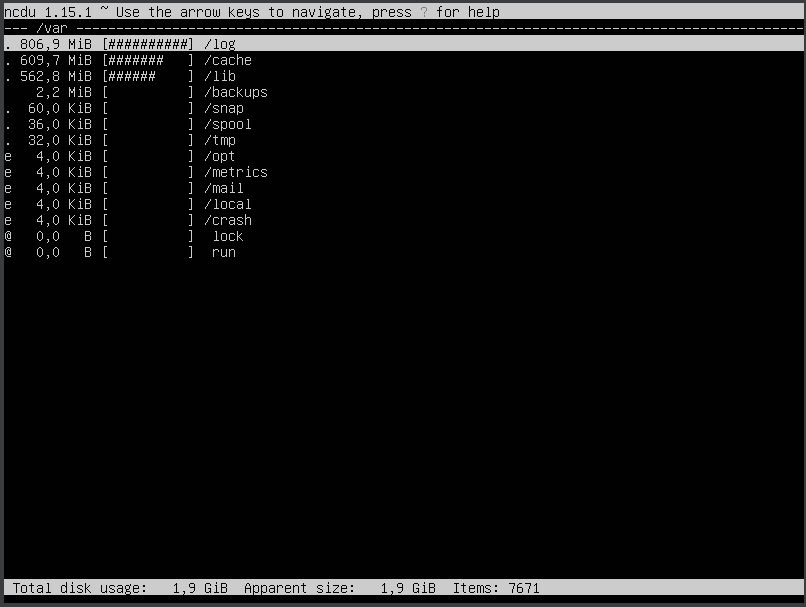 ncdu 1.15.1 ~ Use the arrow keys to navigate, press ? for help
--- /var ----------------------------------------------------------------------------------------------
. 806,9 MiB [##########] /log
. 609,7 MiB [#######   ] /cache
. 562,8 MiB [######    ] /lib
    2,2 MiB [          ] /backups
.  60,0 KiB [          ] /snap
.  36,0 KiB [          ] /spool
.  32,0 KiB [          ] /tmp
e   4,0 KiB [          ] /opt
e   4,0 KiB [          ] /metrics
e   4,0 KiB [          ] /mail
e   4,0 KiB [          ] /local
e   4,0 KiB [          ] /crash
@   0,0   B [          ]  lock
@   0,0   B [          ]  run
Total disk usage:   1,9 GiB  Apparent size:   1,9 GiB  Items: 7671